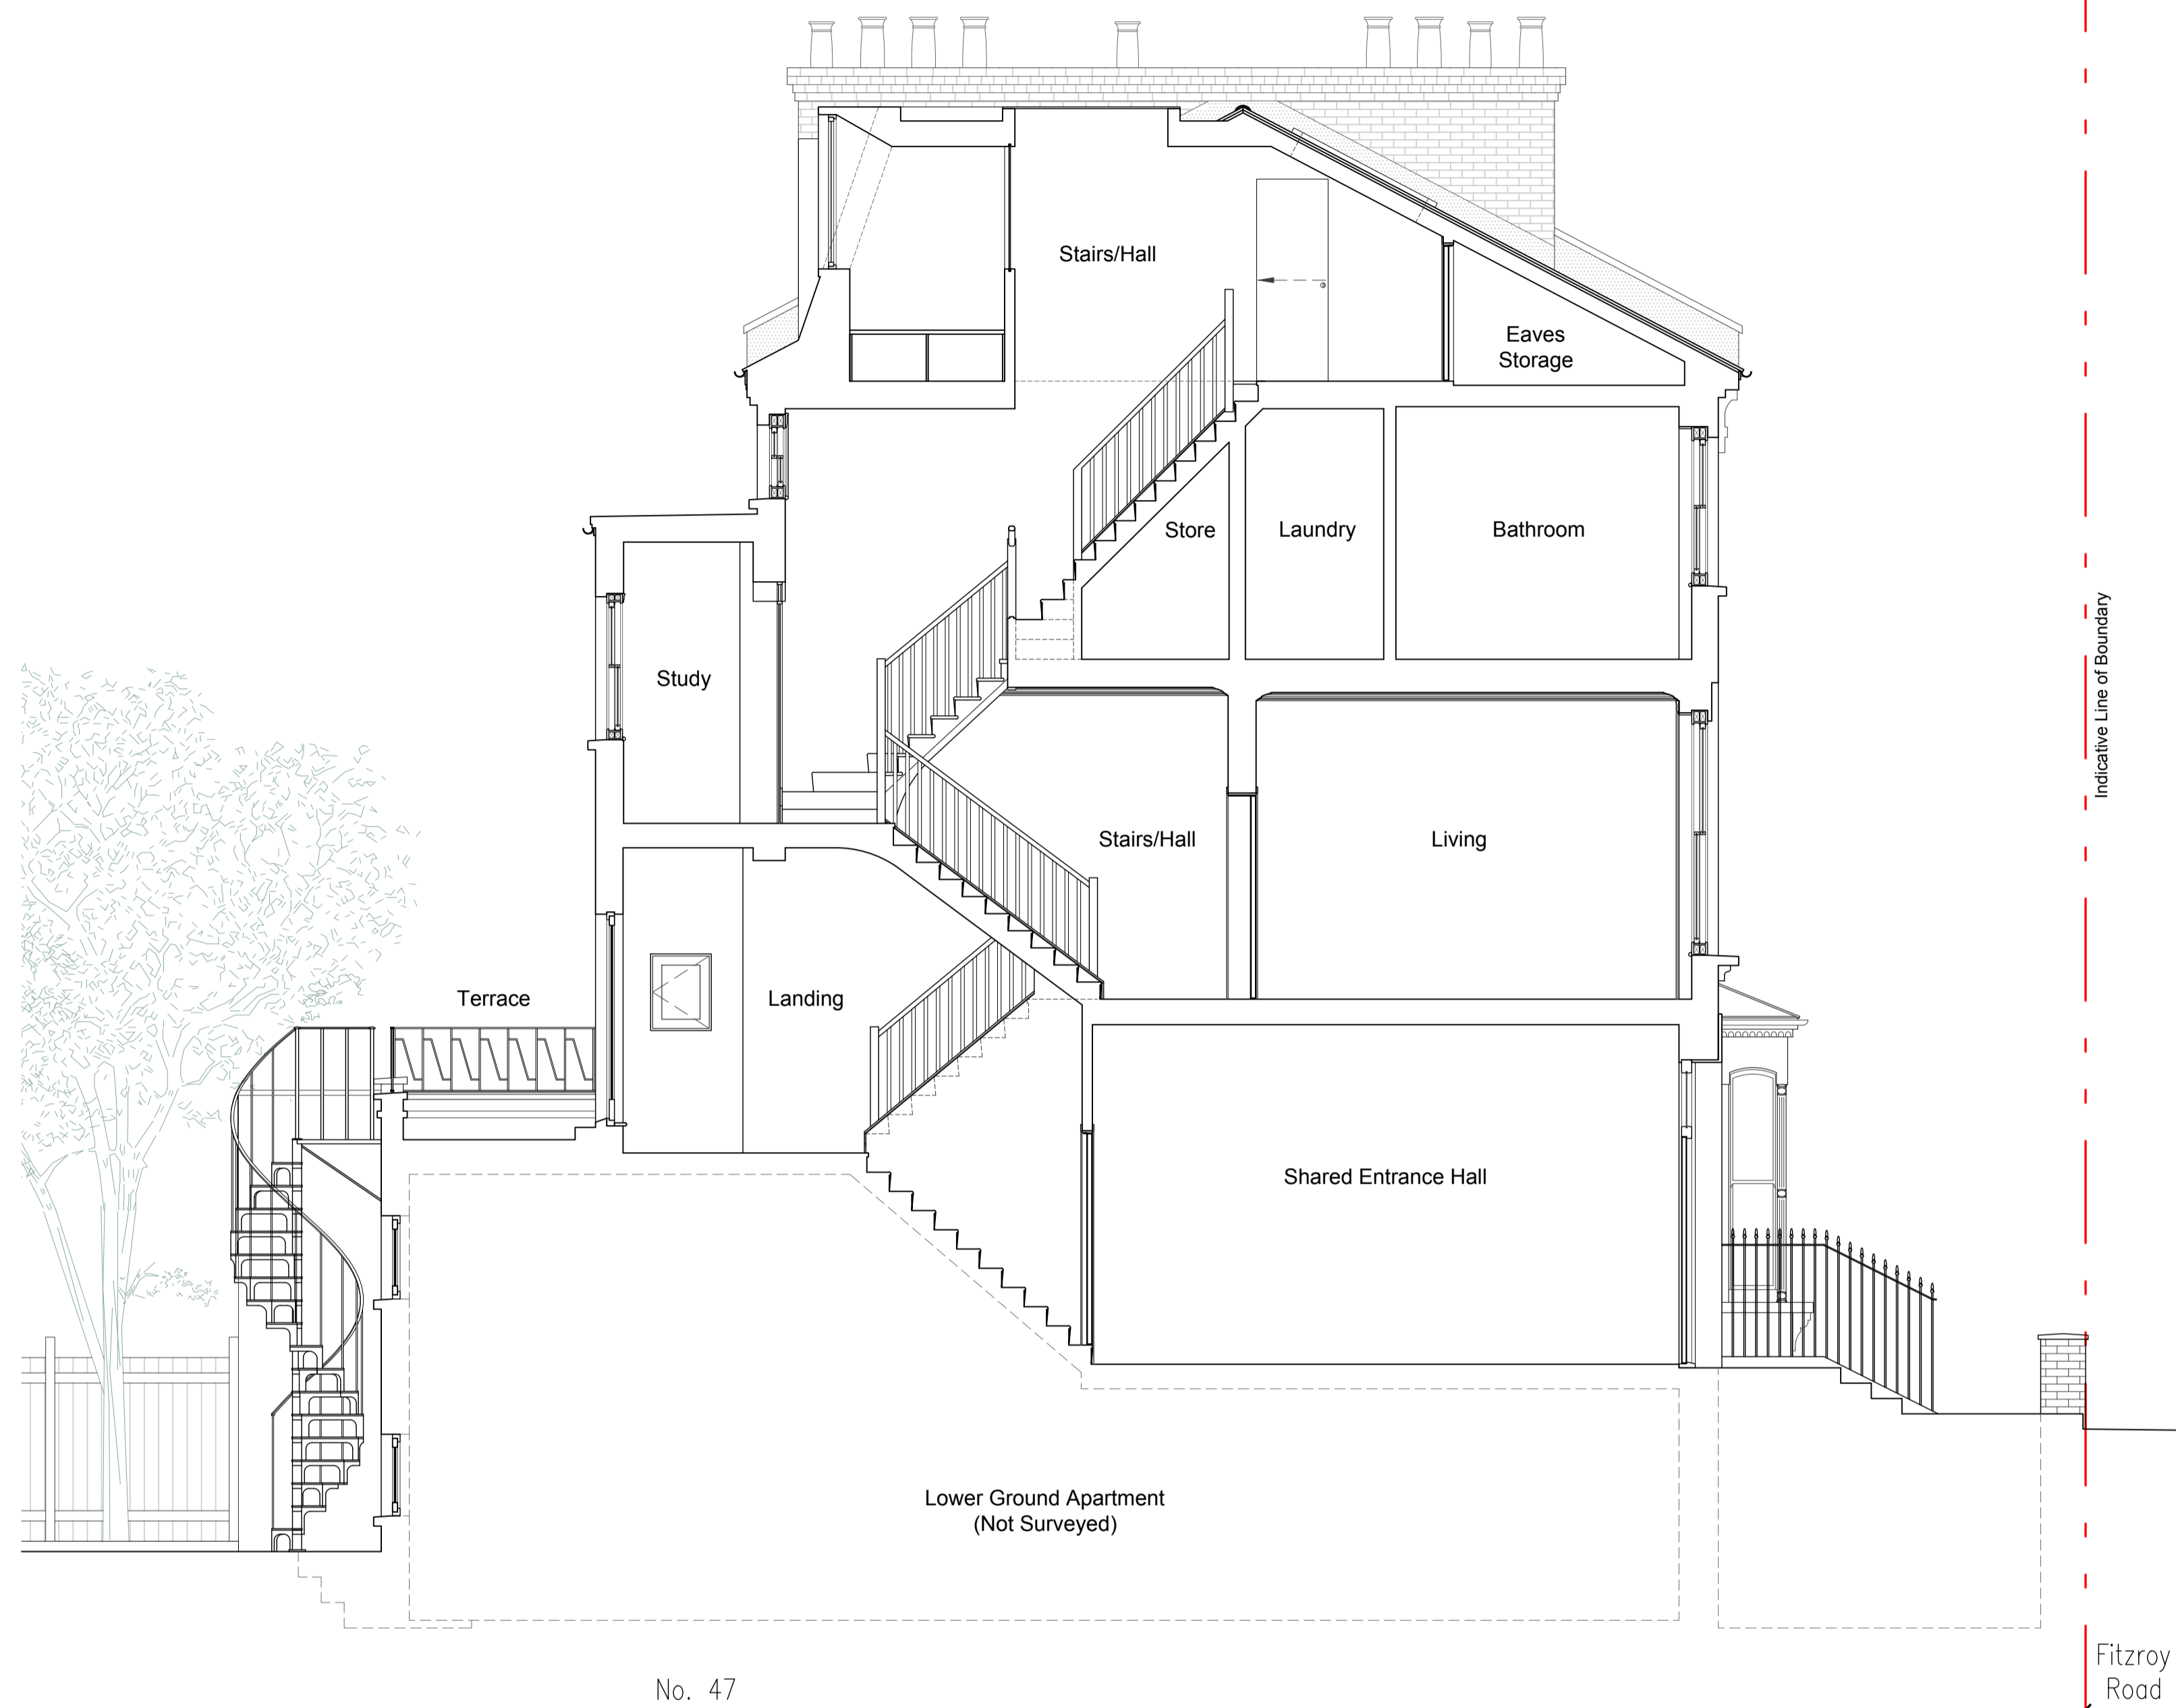 Stairs/Hall
Eaves
Storage
Store
Laundry
Bathroom
Study
Indicative Line of Boundary
Stairs/Hall
Living
Terrace
Landing
Shared Entrance Hall
Lower Ground Apartment
(Not Surveyed)
Fitzroy
Road
No. 47